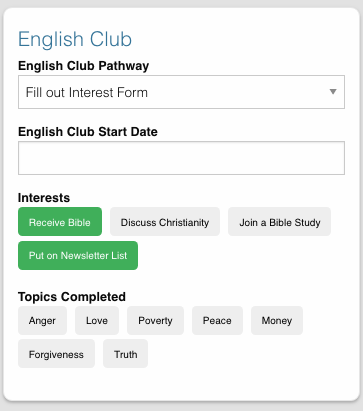 English Club
English Club Pathway
Fill out Interest Form
English Club Start Date
Interests
Receive Bible Discuss Christianity Join a Bible Study
Put on Newsletter List
Topics Completed
Anger Love Poverty Peace Money
Forgiveness Truth